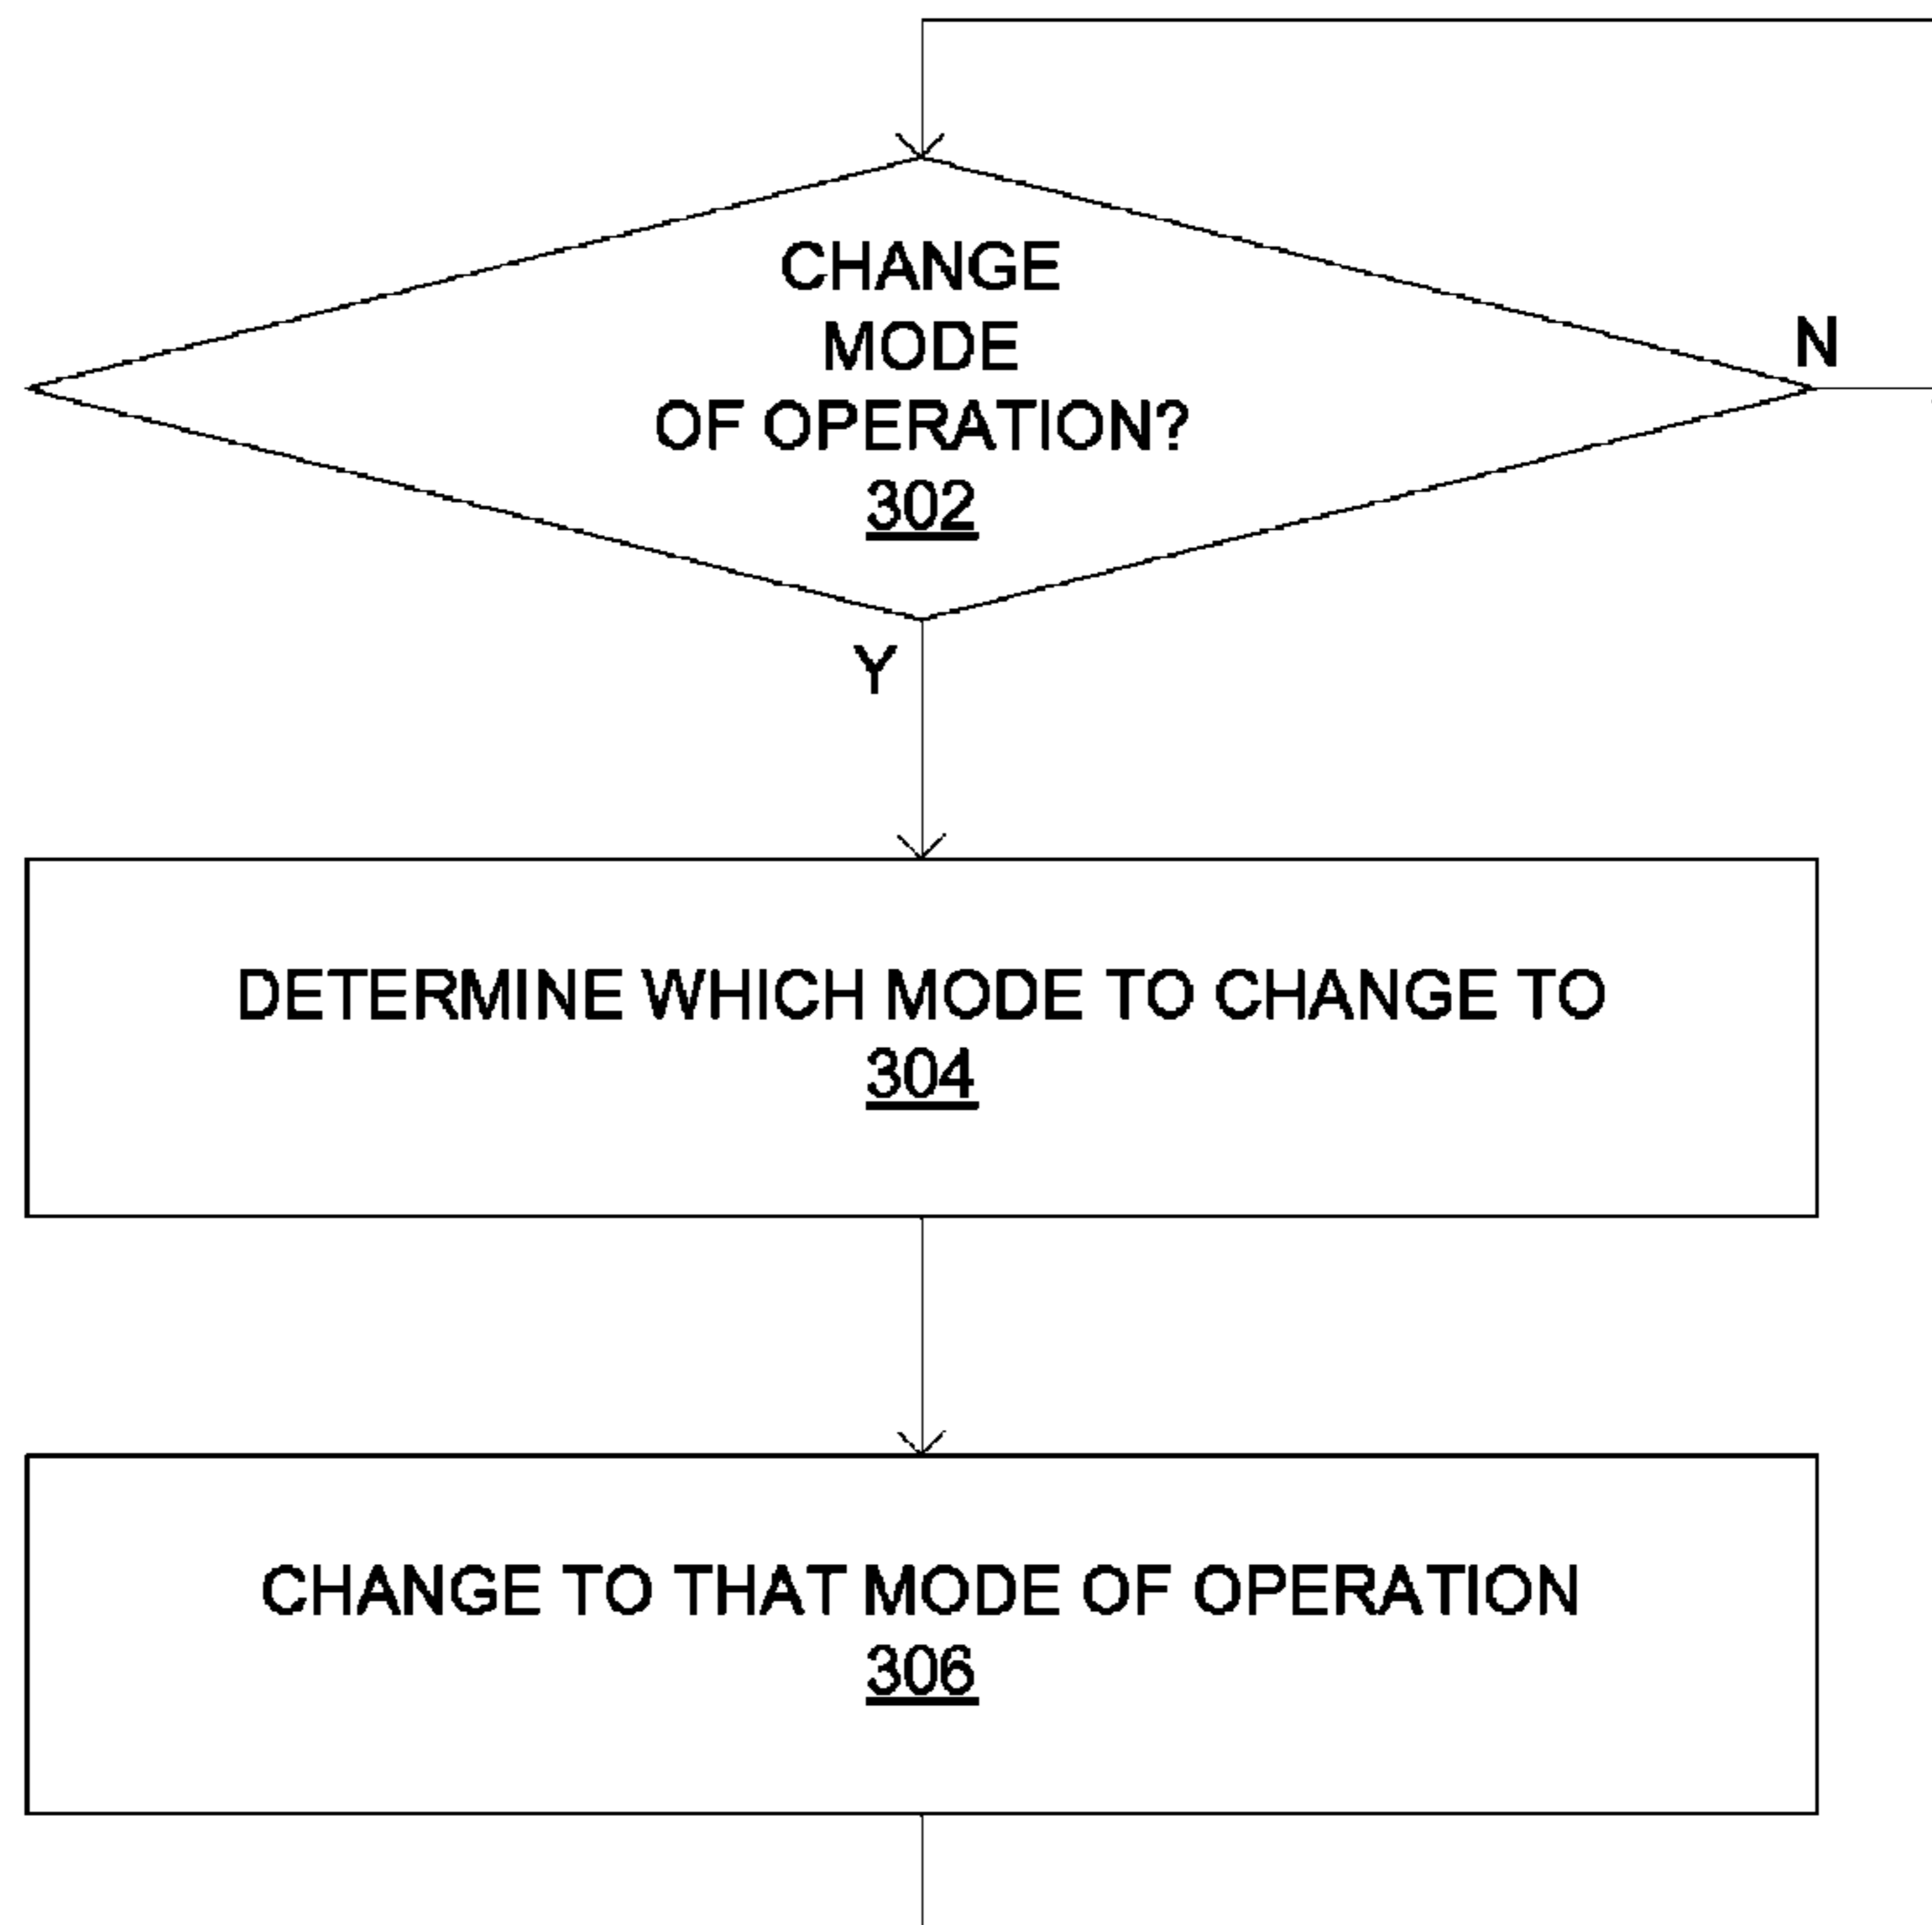 CHANGE
MODE
OF OPERATION?
302
N
Y
DETERMINE WHICH MODE TO CHANGE TO
304
CHANGE TO THAT MODE OF OPERATION
306